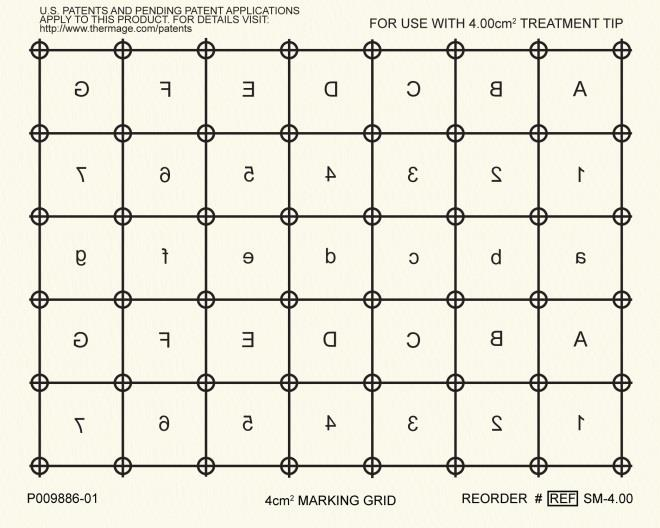 U.S. PATENTS AND PENDING PATENT APPLICATIONS
APPLY TO THIS PRODUCT. FOR DETAILS VISIT:
http://www.thermage.com/patents
FOR USE WITH 4.00cm² TREATMENT TIP
G F E D C B A
7 6 5 4 3 2 1
g f e d c b a
G F E D C B A
7 6 5 4 3 2 1
P009886-01
4cm² MARKING GRID
REORDER # REF SM-4.00